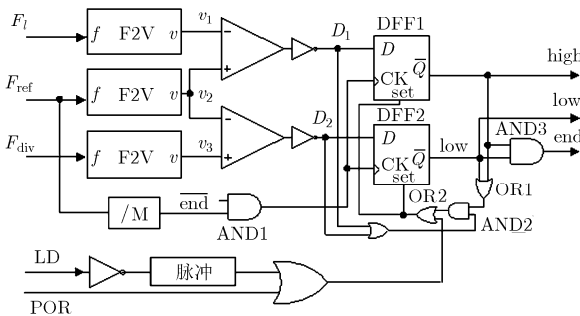 F_l f F2V v v_1 − + D_1 DFF1 D Q̅ CK set high
F_ref f F2V v v_2 low
F_div f F2V v v_3 − + D_2 DFF2 D Q̅ CK set low AND3 end
/M e̅n̅d̅ AND1 OR2 OR1 AND2
LD 脉冲
POR